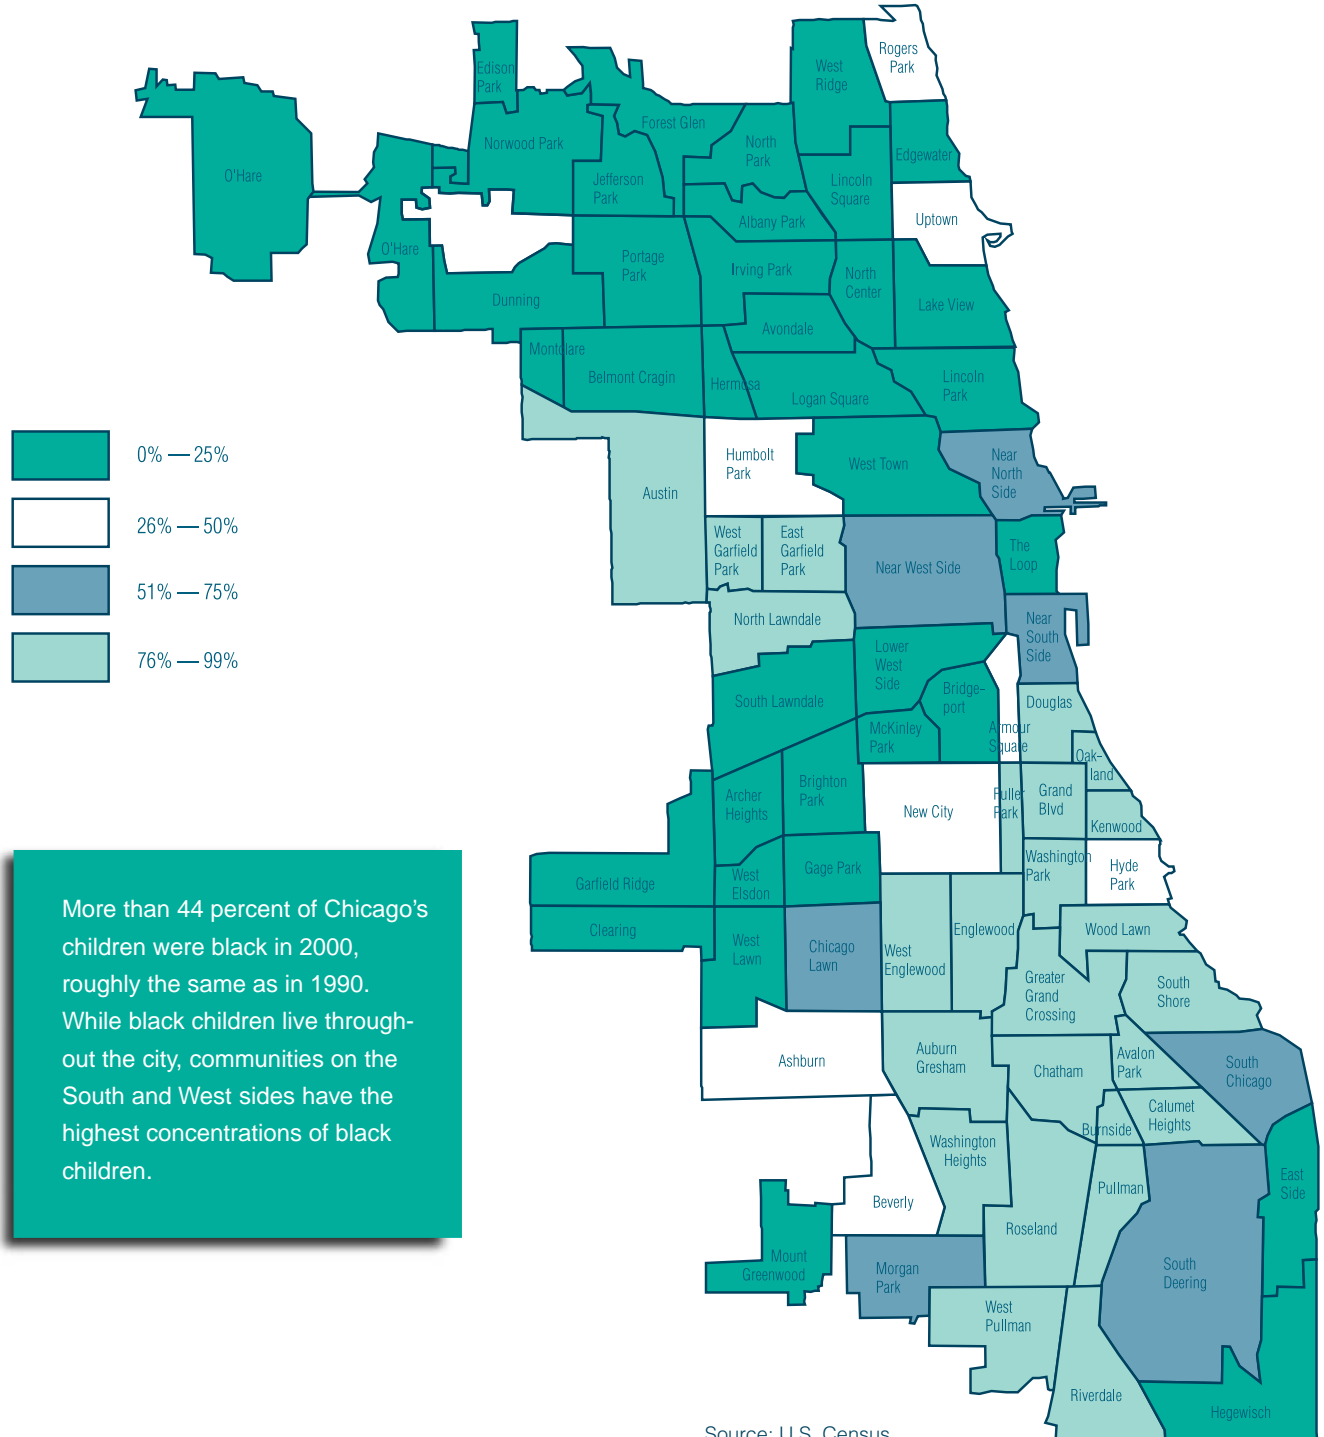 Rogers
Park
West
Ridge
Edison
Park
Forest Glen
Norwood Park
North
Park
Edgewater
O'Hare
Jefferson
Park
Lincoln
Square
Albany Park
Uptown
O'Hare
Portage
Park
Irving Park
North
Center
Dunning
Lake View
Avondale
Montclare
Belmont Cragin
Hermosa
Logan Square
Lincoln
Park
0% — 25%
26% — 50%
51% — 75%
76% — 99%
Humbolt
Park
West Town
Near
North
Side
Austin
West
Garfield
Park
East
Garfield
Park
Near West Side
The
Loop
North Lawndale
Near
South
Side
Lower
West
Side
South Lawndale
Bridge-
port
Douglas
McKinley
Park
Armour
Square
Oak-
land
Archer
Heights
Brighton
Park
New City
Fuller
Park
Grand
Blvd
Kenwood
Garfield Ridge
West
Elsdon
Gage Park
Washington
Park
Hyde
Park
Clearing
West
Lawn
Chicago
Lawn
West
Englewood
Englewood
Wood Lawn
Greater
Grand
Crossing
South
Shore
Ashburn
Auburn
Gresham
Chatham
Avalon
Park
South
Chicago
Calumet
Heights
Burnside
Washington
Heights
Beverly
Pullman
East
Side
Roseland
Mount
Greenwood
Morgan
Park
South
Deering
West
Pullman
Riverdale
Hegewisch
More than 44 percent of Chicago's
children were black in 2000,
roughly the same as in 1990.
While black children live through-
out the city, communities on the
South and West sides have the
highest concentrations of black
children.
Source: U.S. Census